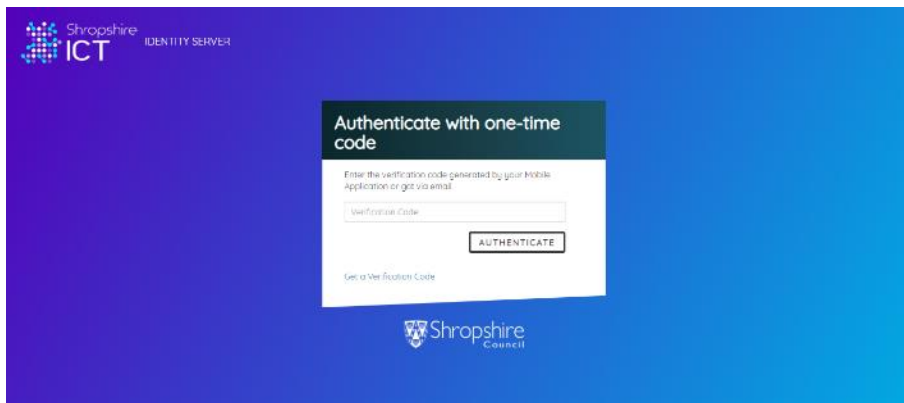 Shropshire
ICT
IDENTITY SERVER
Authenticate with one-time
code
Enter the verification code generated by your Mobile
Application or got via email
Verification Code
AUTHENTICATE
Get a Verification Code
Shropshire
Council